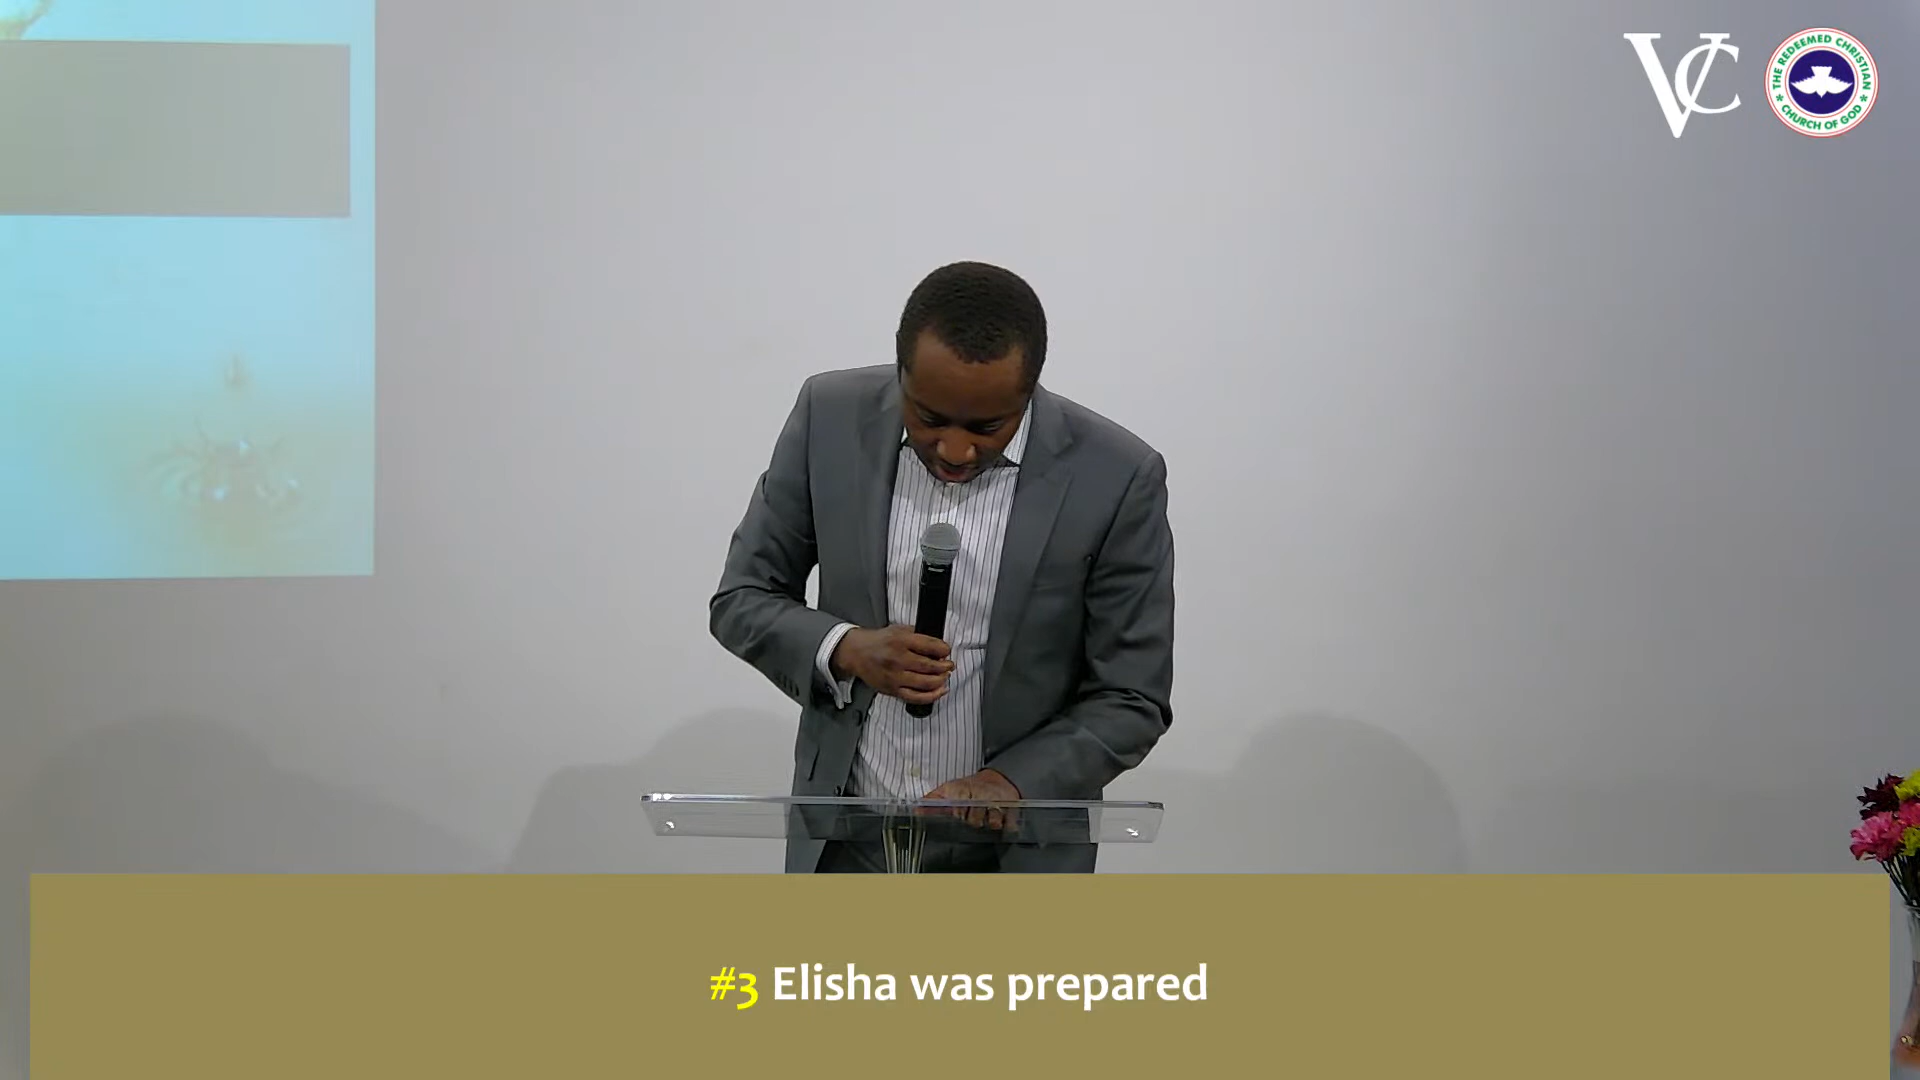 VC
THE REDEEMED CHRISTIAN
* CHURCH OF GOD *
#3 Elisha was prepared